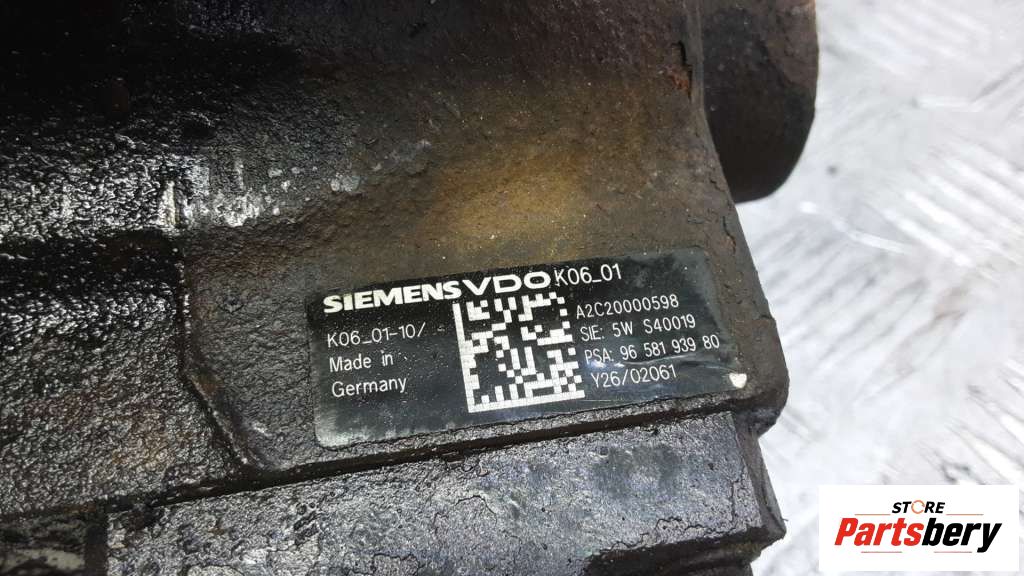 SIEMENS VDO K06_01
K06_01-10/
Made in
Germany
A2C20000598
SIE: 5W S40019
PSA: 96 581 939 80
Y26/02061
STORE
Partsbery